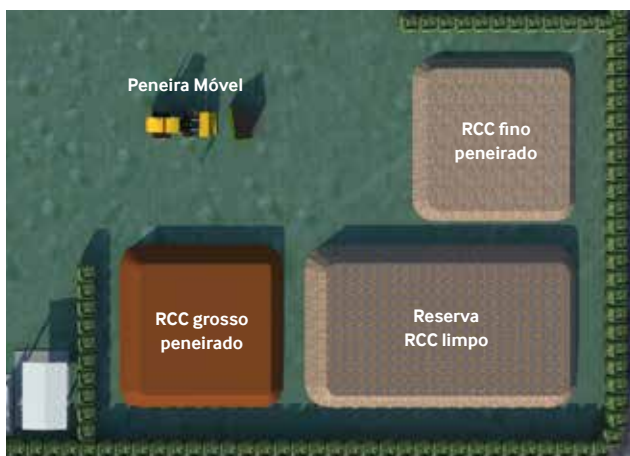 Peneira Móvel
RCC fino
peneirado
RCC grosso
peneirado
Reserva
RCC limpo